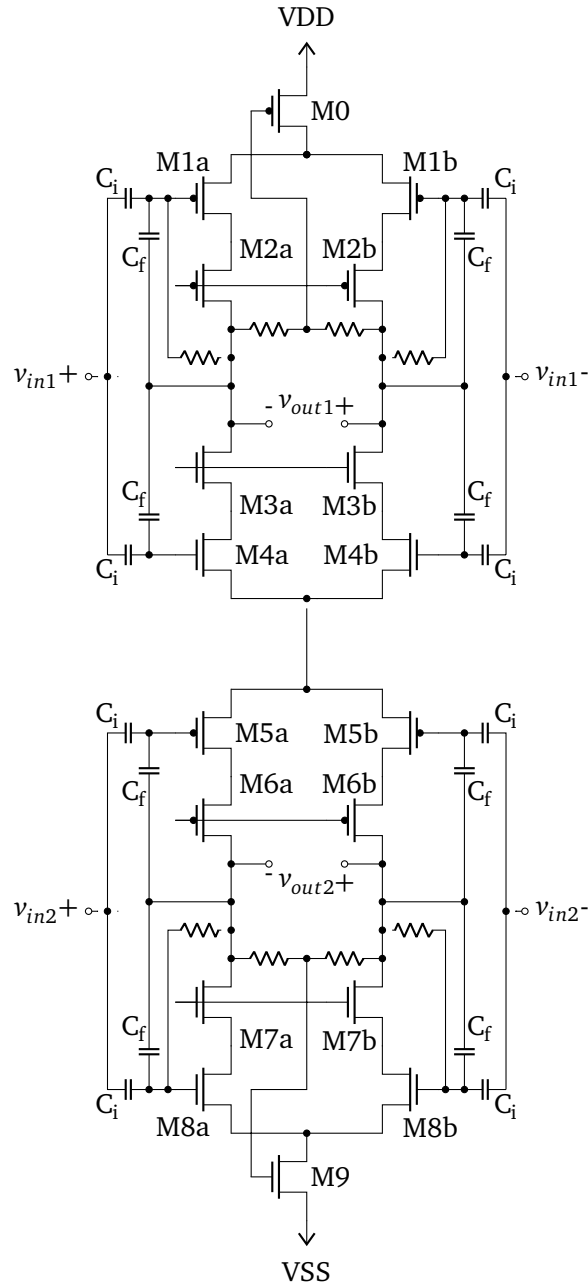 VDD
M0
M1a M1b
Ci Ci
Cf M2a M2b Cf
vin1+ - vout1+ vin1-
Cf M3a M3b Cf
Ci M4a M4b Ci
Ci M5a M5b Ci
Cf M6a M6b Cf
vin2+ - vout2+ vin2-
Cf M7a M7b Cf
Ci M8a M8b Ci
M9
VSS